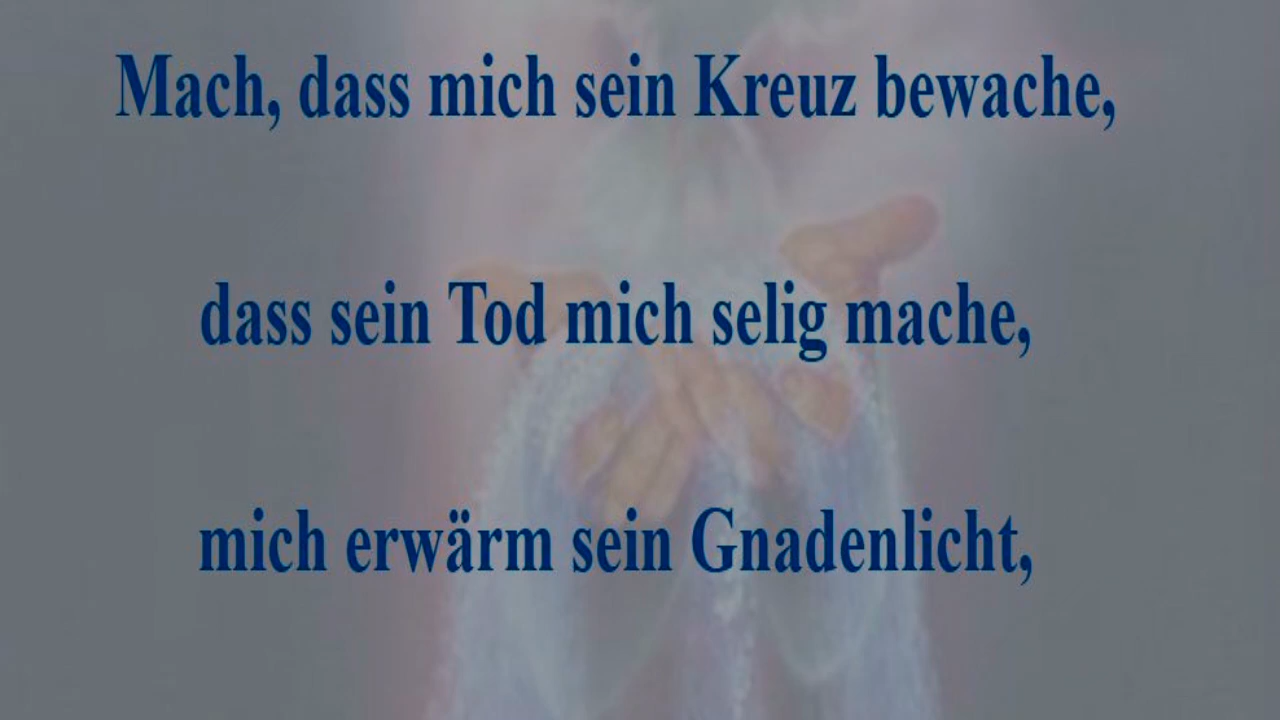 Mach, dass mich sein Kreuz bewache,
dass sein Tod mich selig mache,
mich erwärm sein Gnadenlicht,